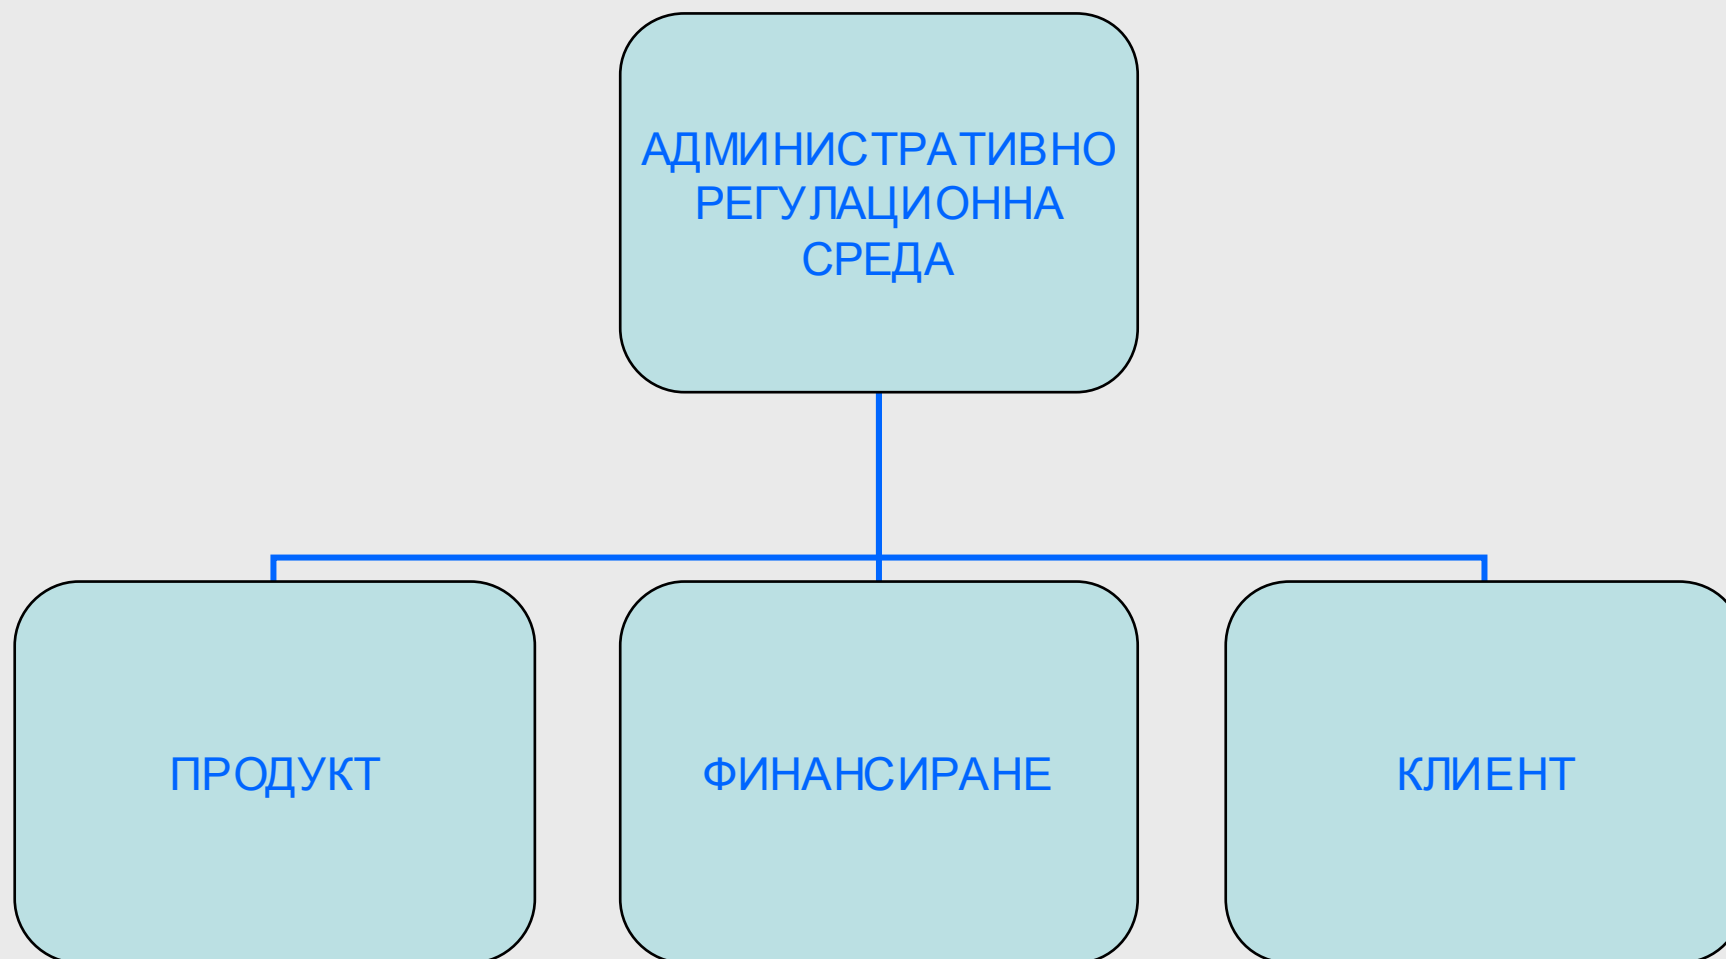 АДМИНИСТРАТИВНО
РЕГУЛАЦИОННА
СРЕДА
ПРОДУКТ
ФИНАНСИРАНЕ
КЛИЕНТ